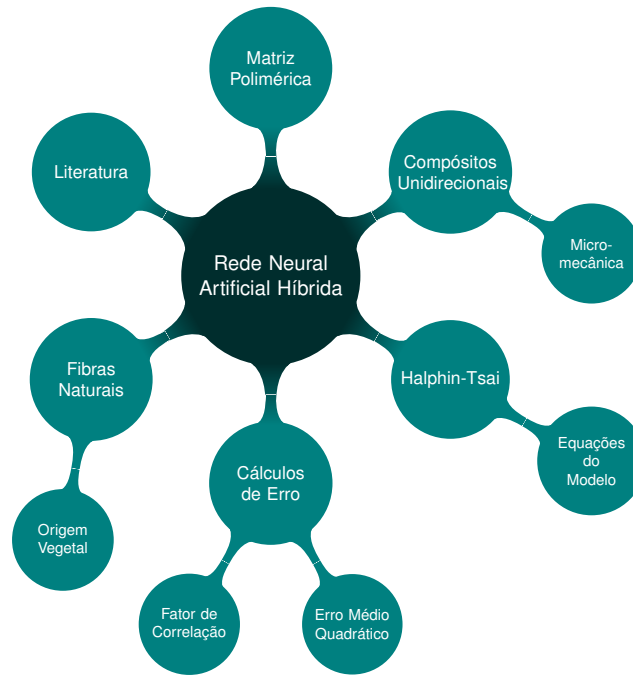 Matriz
Polimérica
Literatura
Compósitos
Unidirecionais
Micro-
mecânica
Rede Neural
Artificial Híbrida
Fibras
Naturais
Halphin-Tsai
Equações
do
Modelo
Cálculos
de Erro
Origem
Vegetal
Fator de
Correlação
Erro Médio
Quadrático